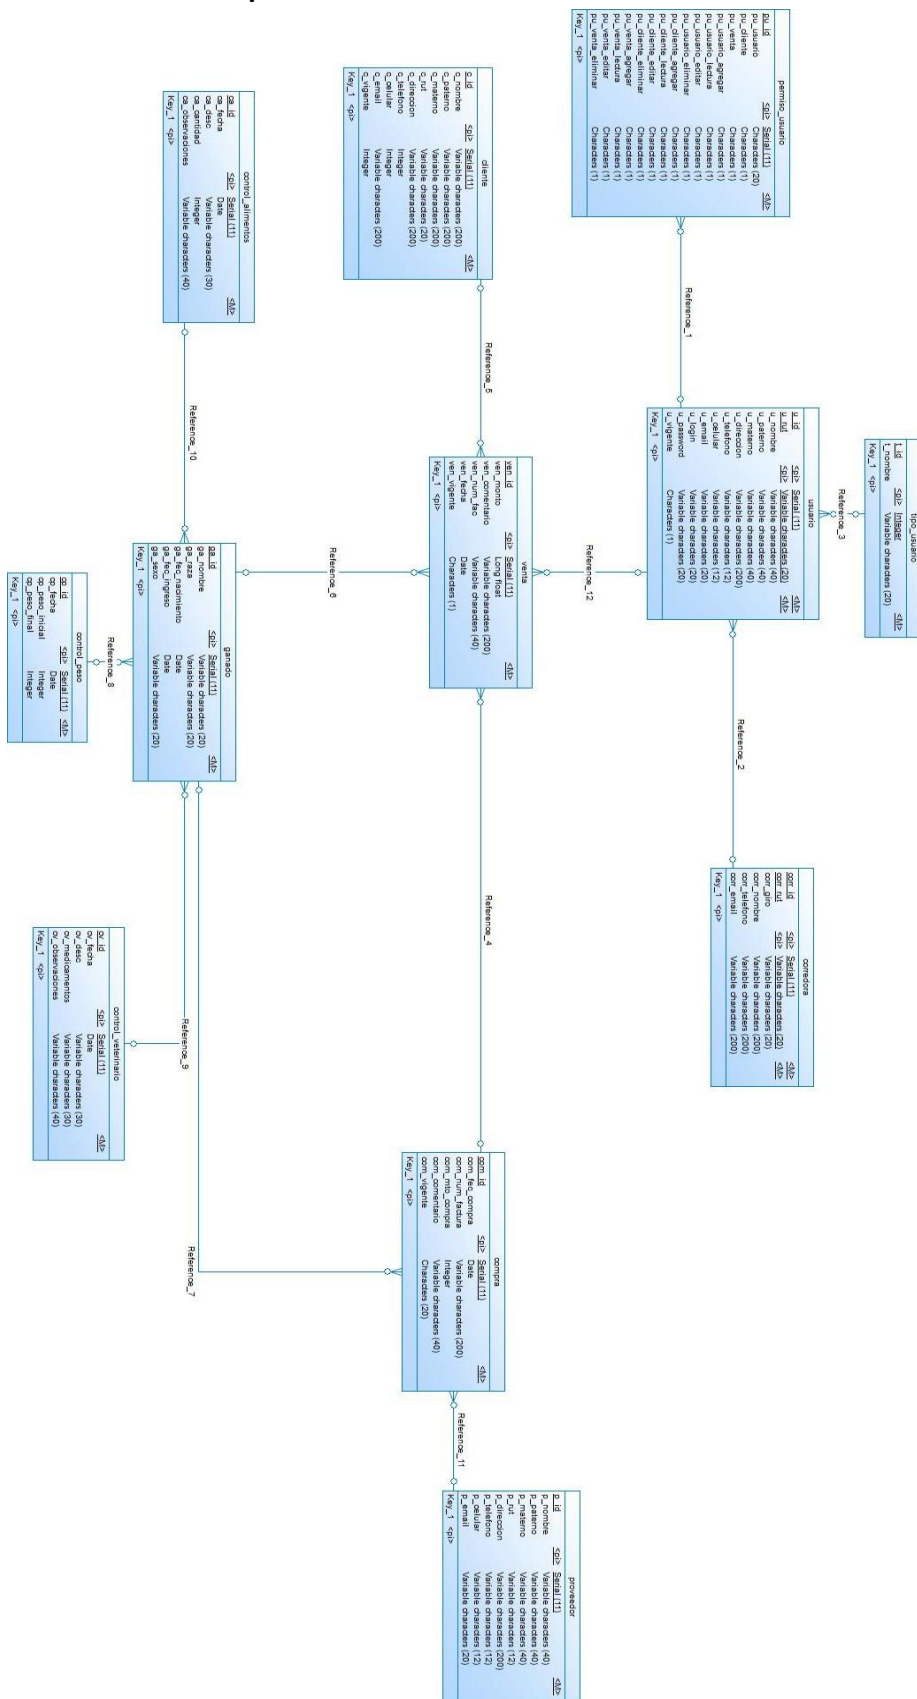 permiso_usuario
pu_id <pi> Serial (11) <M>
pu_usuario Characters (20)
pu_cliente Characters (1)
pu_venta Characters (1)
pu_usuario_agregar Characters (1)
pu_usuario_lectura Characters (1)
pu_usuario_editar Characters (1)
pu_usuario_eliminar Characters (1)
pu_cliente_agregar Characters (1)
pu_cliente_lectura Characters (1)
pu_cliente_editar Characters (1)
pu_cliente_eliminar Characters (1)
pu_venta_agregar Characters (1)
pu_venta_lectura Characters (1)
pu_venta_editar Characters (1)
pu_venta_eliminar Characters (1)
Key_1 <pi>
Reference_1
tipo_usuario
t_id <pi> Integer <M>
t_nombre Variable characters (20)
Key_1 <pi>
Reference_3
usuario
u_id <pi> Serial (11) <M>
u_rut <pi> Variable characters (20) <M>
u_nombre Variable characters (40)
u_paterno Variable characters (40)
u_materno Variable characters (40)
u_direccion Variable characters (200)
u_telefono Variable characters (12)
u_celular Variable characters (12)
u_email Variable characters (20)
u_login Variable characters (20)
u_password Variable characters (20)
u_vigente Characters (1)
Key_1 <pi>
Reference_2
corredora
corr_id <pi> Serial (11) <M>
corr_rut <pi> Variable characters (20) <M>
corr_giro Variable characters (20)
corr_nombre Variable characters (200)
corr_telefono Variable characters (200)
corr_email Variable characters (200)
Key_1 <pi>
cliente
c_id <pi> Serial (11) <M>
c_nombre Variable characters (200)
c_paterno Variable characters (200)
c_materno Variable characters (200)
c_rut Variable characters (20)
c_direccion Variable characters (200)
c_telefono Integer
c_celular Integer
c_email Variable characters (200)
c_vigente Integer
Key_1 <pi>
Reference_5
venta
ven_id <pi> Serial (11) <M>
ven_monto Long float
ven_comentario Variable characters (200)
ven_num_fac Variable characters (40)
ven_fecha Date
ven_vigente Characters (1)
Key_1 <pi>
Reference_12
Reference_4
compra
com_id <pi> Serial (11) <M>
com_fec_compra Date
com_num_factura Variable characters (200)
com_mto_compra Integer
com_comentario Variable characters (40)
com_vigente Characters (20)
Key_1 <pi>
Reference_11
proveedor
p_id <pi> Serial (11) <M>
p_nombre Variable characters (40)
p_paterno Variable characters (40)
p_materno Variable characters (40)
p_rut Variable characters (12)
p_direccion Variable characters (200)
p_telefono Variable characters (12)
p_celular Variable characters (12)
p_email Variable characters (20)
Key_1 <pi>
control_alimentos
ca_id <pi> Serial (11) <M>
ca_fecha Date
ca_desc Variable characters (30)
ca_cantidad Integer
ca_observaciones Variable characters (40)
Key_1 <pi>
Reference_10
Reference_6
ganado
ga_id <pi> Serial (11) <M>
ga_nombre Variable characters (20)
ga_raza Variable characters (20)
ga_fec_nacimiento Date
ga_fec_ingreso Date
ga_sexo Variable characters (20)
Key_1 <pi>
Reference_8
control_peso
cp_id <pi> Serial (11) <M>
cp_fecha Date
cp_peso_inicial Integer
cp_peso_final Integer
Key_1 <pi>
Reference_9
Reference_7
control_veterinario
cv_id <pi> Serial (11) <M>
cv_fecha Date
cv_desc Variable characters (30)
cv_medicamentos Variable characters (30)
cv_observaciones Variable characters (40)
Key_1 <pi>